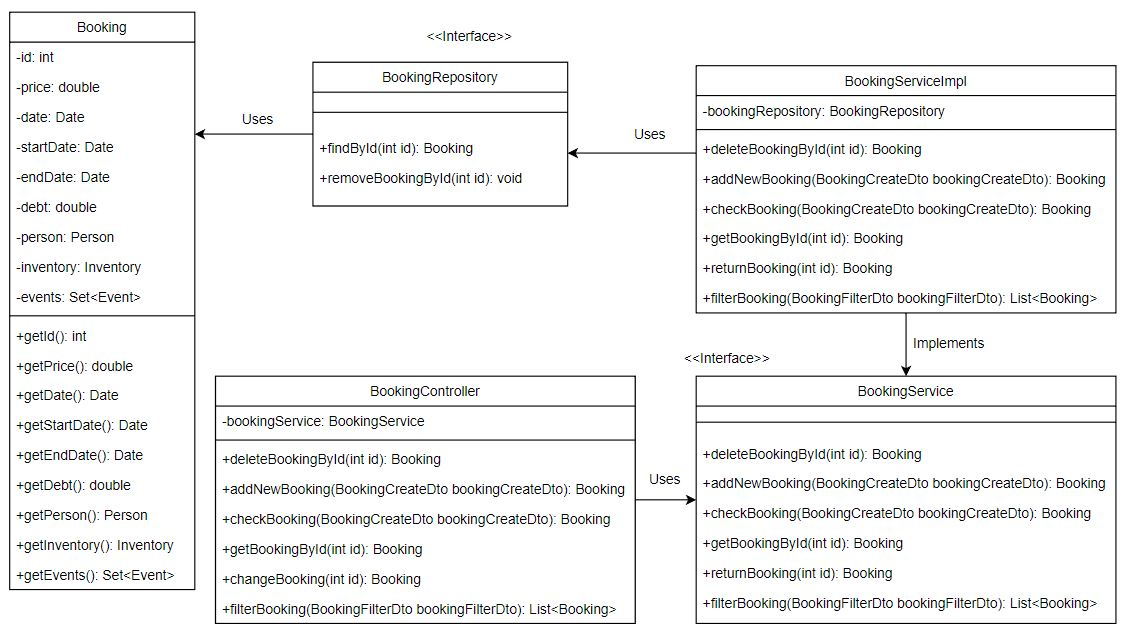 Booking
-id: int
-price: double
-date: Date
-startDate: Date
-endDate: Date
-debt: double
-person: Person
-inventory: Inventory
-events: Set<Event>
+getId(): int
+getPrice(): double
+getDate(): Date
+getStartDate(): Date
+getEndDate(): Date
+getDebt(): double
+getPerson(): Person
+getInventory(): Inventory
+getEvents(): Set<Event>
Uses
<<Interface>>
BookingRepository
+findById(int id): Booking
+removeBookingById(int id): void
Uses
BookingServiceImpl
-bookingRepository: BookingRepository
+deleteBookingById(int id): Booking
+addNewBooking(BookingCreateDto bookingCreateDto): Booking
+checkBooking(BookingCreateDto bookingCreateDto): Booking
+getBookingById(int id): Booking
+returnBooking(int id): Booking
+filterBooking(BookingFilterDto bookingFilterDto): List<Booking>
Implements
BookingController
-bookingService: BookingService
+deleteBookingById(int id): Booking
+addNewBooking(BookingCreateDto bookingCreateDto): Booking
+checkBooking(BookingCreateDto bookingCreateDto): Booking
+getBookingById(int id): Booking
+changeBooking(int id): Booking
+filterBooking(BookingFilterDto bookingFilterDto): List<Booking>
Uses
<<Interface>>
BookingService
+deleteBookingById(int id): Booking
+addNewBooking(BookingCreateDto bookingCreateDto): Booking
+checkBooking(BookingCreateDto bookingCreateDto): Booking
+getBookingById(int id): Booking
+returnBooking(int id): Booking
+filterBooking(BookingFilterDto bookingFilterDto): List<Booking>